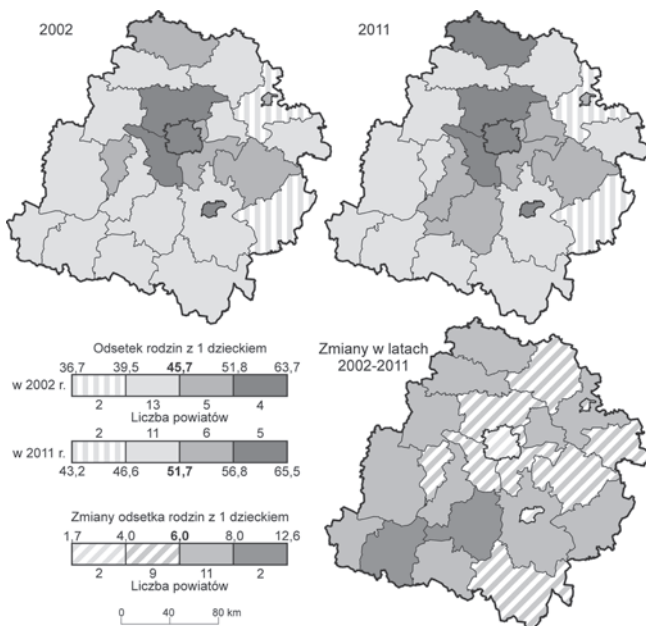 2002
2011
Odsetek rodzin z 1 dzieckiem
36,7 39,5 45,7 51,8 63,7
w 2002 r.
2 13 5 4
Liczba powiatów
2 11 6 5
w 2011 r.
43,2 46,6 51,7 56,8 65,5
Zmiany odsetka rodzin z 1 dzieckiem
1,7 4,0 6,0 8,0 12,6
2 9 11 2
Liczba powiatów
0 40 80 km
Zmiany w latach
2002-2011